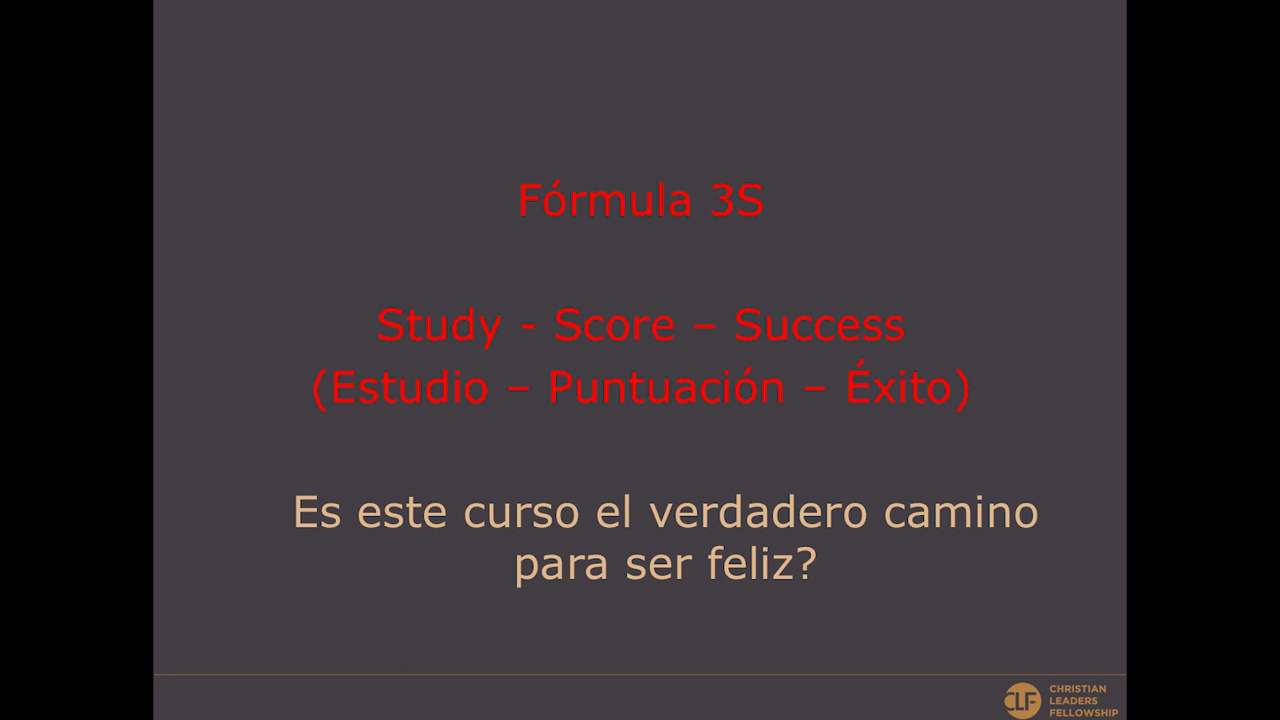 Fórmula 3S
Study - Score – Success
(Estudio – Puntuación – Éxito)
Es este curso el verdadero camino
para ser feliz?
CLF
CHRISTIAN
LEADERS
FELLOWSHIP